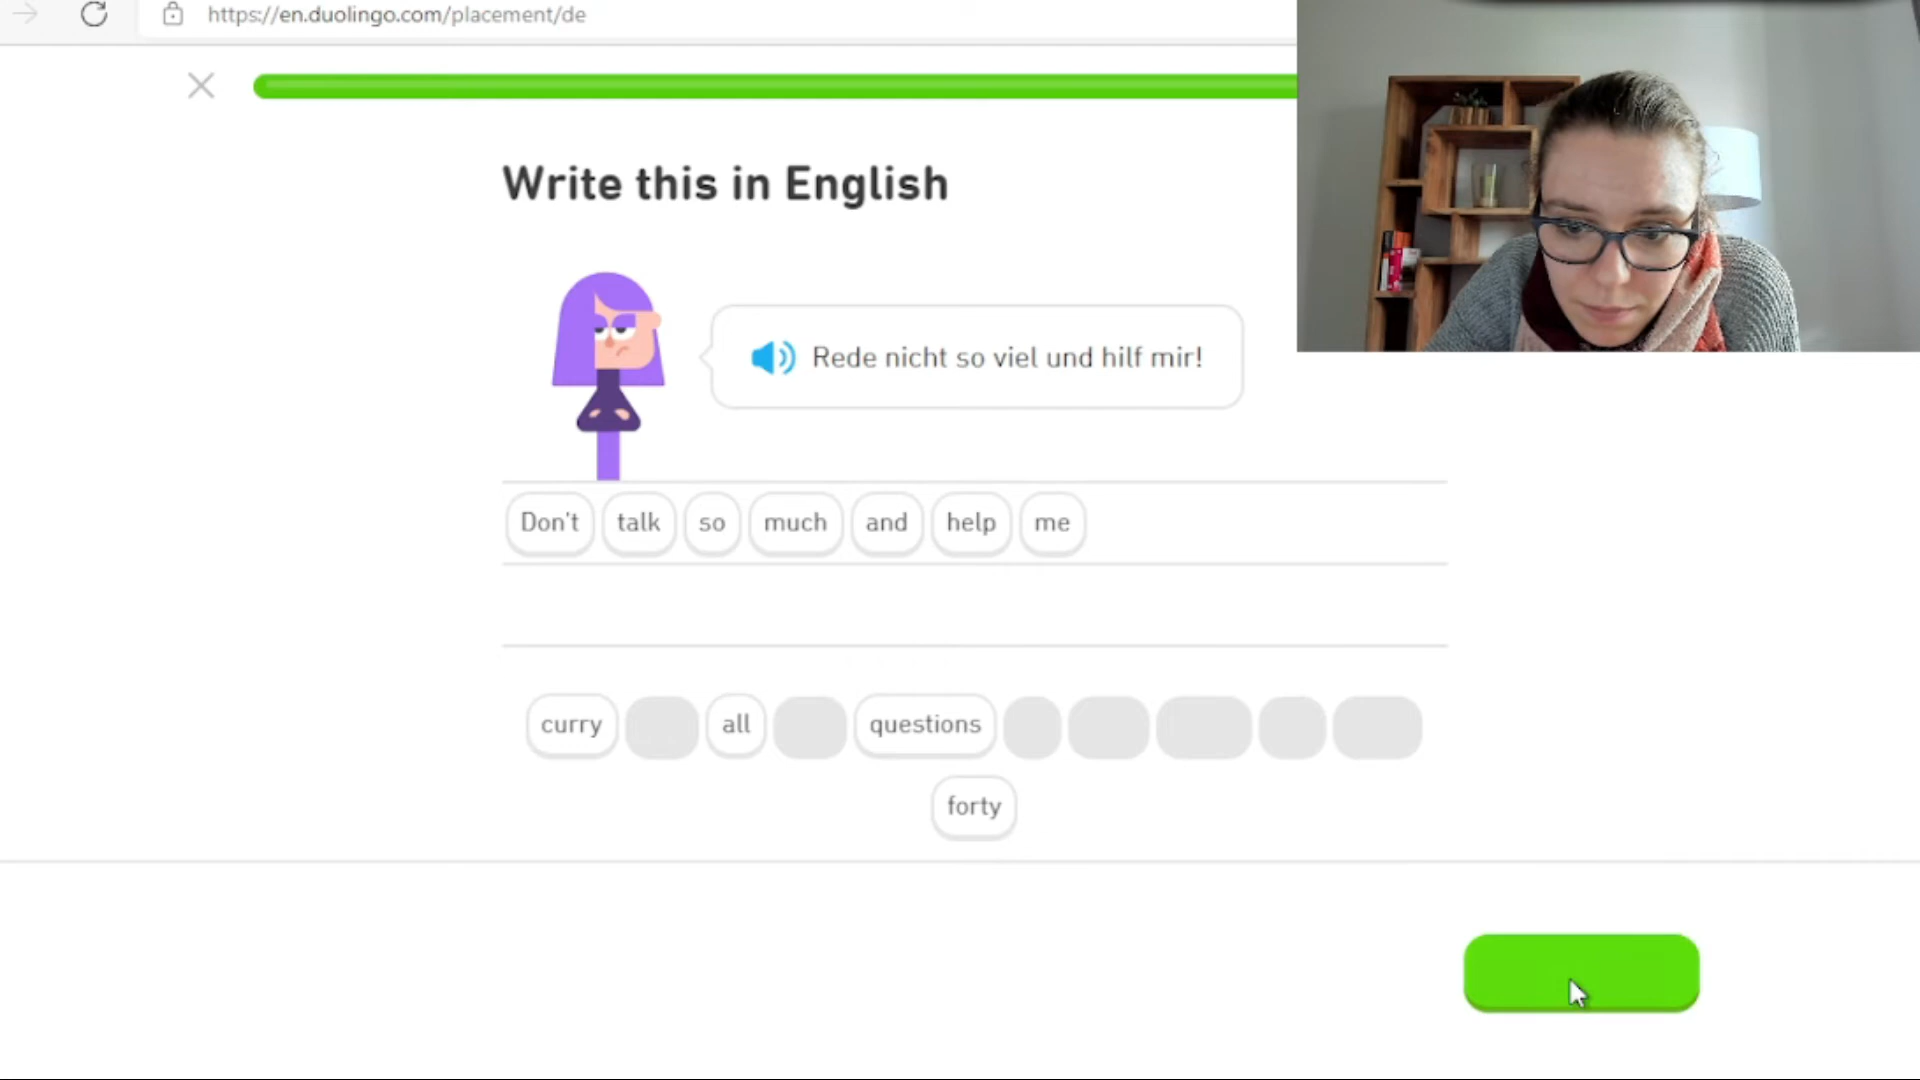 https://en.duolingo.com/placement/de
Write this in English
Rede nicht so viel und hilf mir!
Don't talk so much and help me
curry all questions
forty